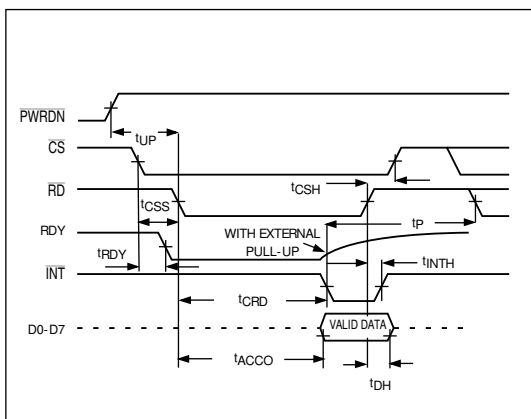 PWRDN
tUP
CS
tCSH
RD
tCSS
tP
RDY
WITH EXTERNAL
PULL-UP
tRDY
tINTH
INT
tCRD
D0-D7
VALID DATA
tACCO
tDH